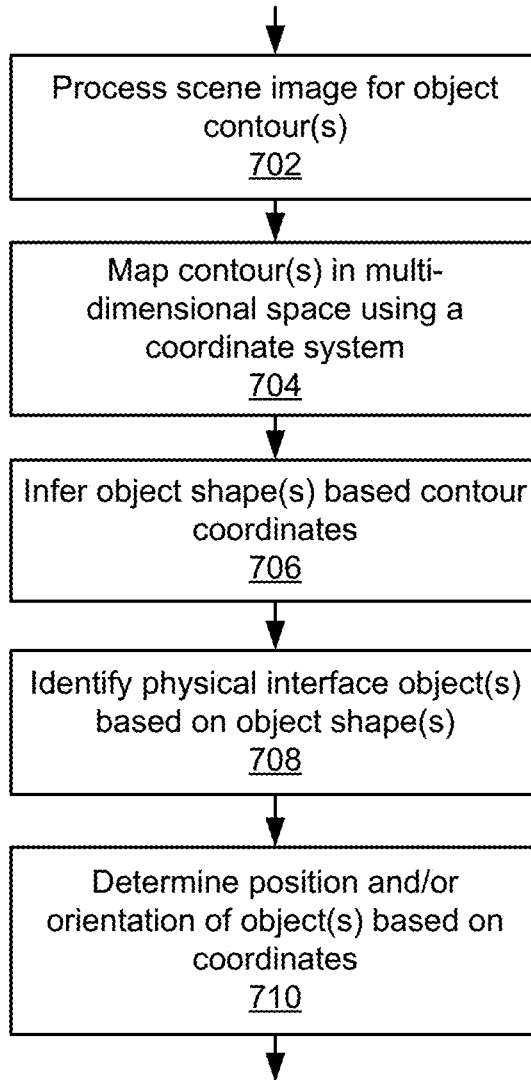 Process scene image for object
contour(s)
702
Map contour(s) in multi-
dimensional space using a
coordinate system
704
Infer object shape(s) based contour
coordinates
706
Identify physical interface object(s)
based on object shape(s)
708
Determine position and/or
orientation of object(s) based on
coordinates
710